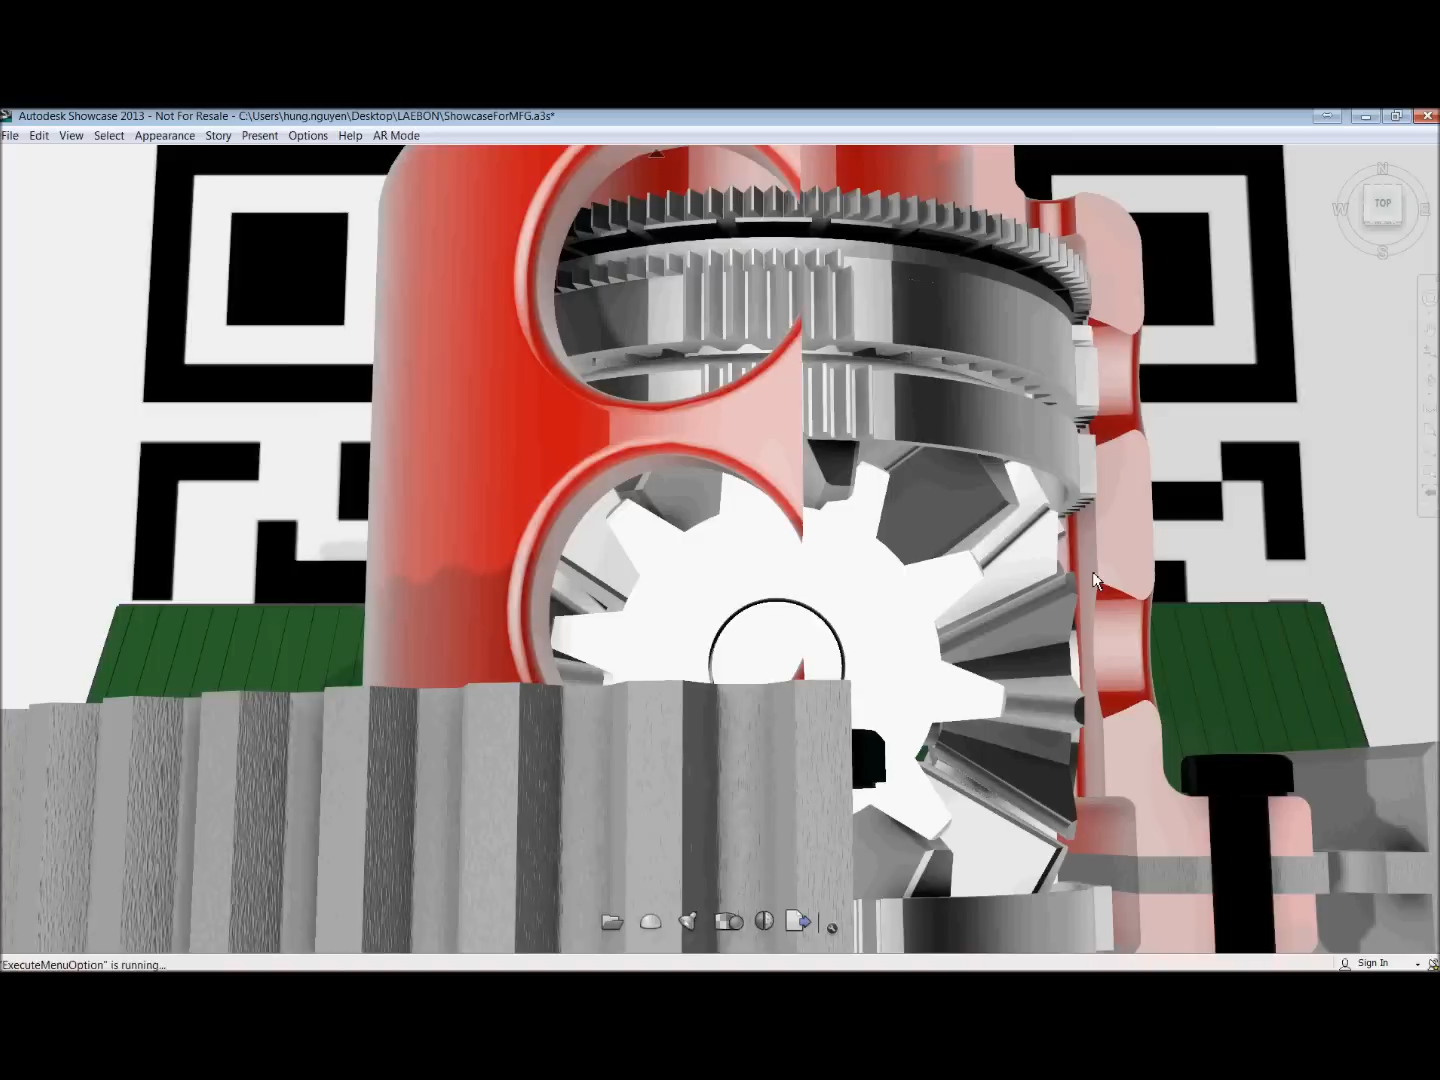 Autodesk Showcase 2013 - Not For Resale - C:\Users\hung.nguyen\Desktop\LAEBON\ShowcaseForMFG.a3s*
File Edit View Select Appearance Story Present Options Help AR Mode
N
W TOP E
S
ExecuteMenuOption" is running...
Sign In